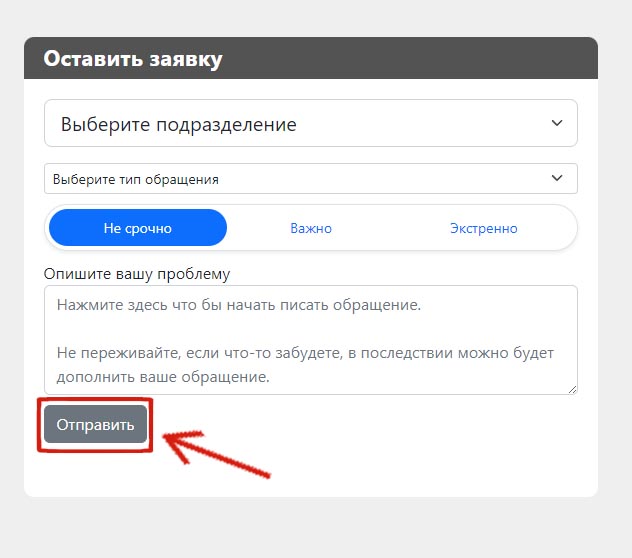 Оставить заявку
Выберите подразделение
Выберите тип обращения
Не срочно Важно Экстренно
Опишите вашу проблему
Нажмите здесь что бы начать писать обращение.
Не переживайте, если что-то забудете, в последствии можно будет
дополнить ваше обращение.
Отправить